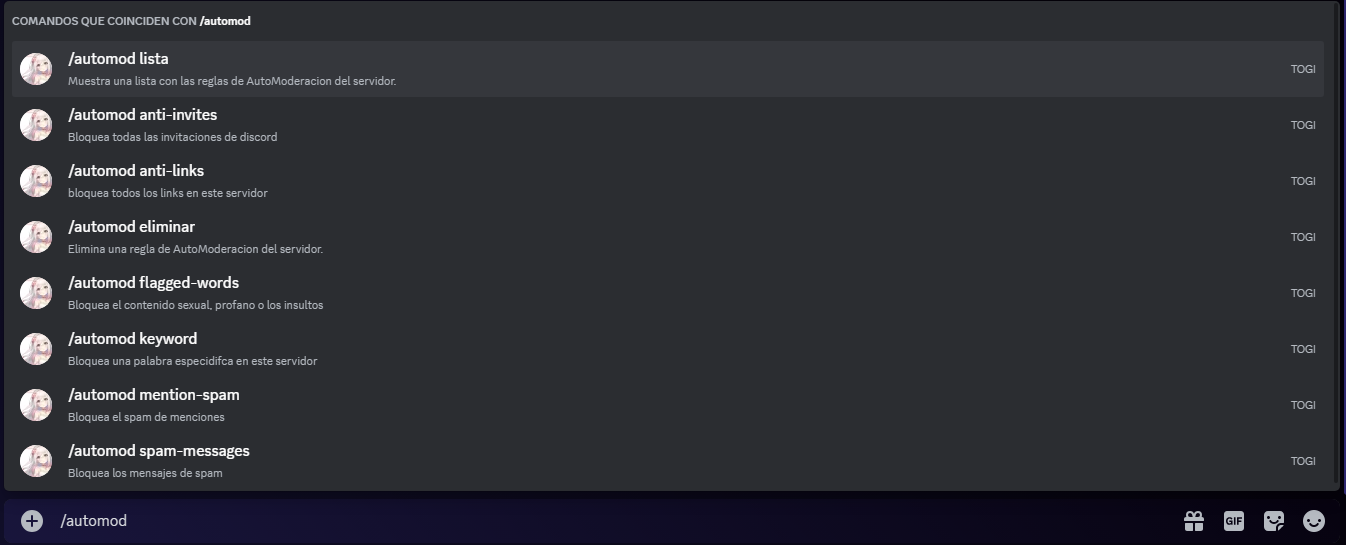 COMANDOS QUE COINCIDEN CON /automod
/automod lista
Muestra una lista con las reglas de AutoModeracion del servidor.
TOGI
/automod anti-invites
Bloquea todas las invitaciones de discord
TOGI
/automod anti-links
bloquea todos los links en este servidor
TOGI
/automod eliminar
Elimina una regla de AutoModeracion del servidor.
TOGI
/automod flagged-words
Bloquea el contenido sexual, profano o los insultos
TOGI
/automod keyword
Bloquea una palabra especidifca en este servidor
TOGI
/automod mention-spam
Bloquea el spam de menciones
TOGI
/automod spam-messages
Bloquea los mensajes de spam
TOGI
/automod
GIF